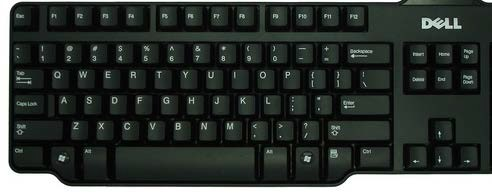 Esc F1 F2 F3 F4 F5 F6 F7 F8 F9 F10 F11 F12 DELL
~ ! @ # $ % ^ & * ( ) _ + Backspace Insert Home Page Up
` 1 2 3 4 5 6 7 8 9 0 - =
Tab Q W E R T Y U I O P { } | Delete End Page Down
[ ] \
Caps Lock A S D F G H J K L : " Enter
; '
Shift Z X C V B N M < > ? Shift ↑
, . /
Ctrl Alt Alt Ctrl ← ↓ →